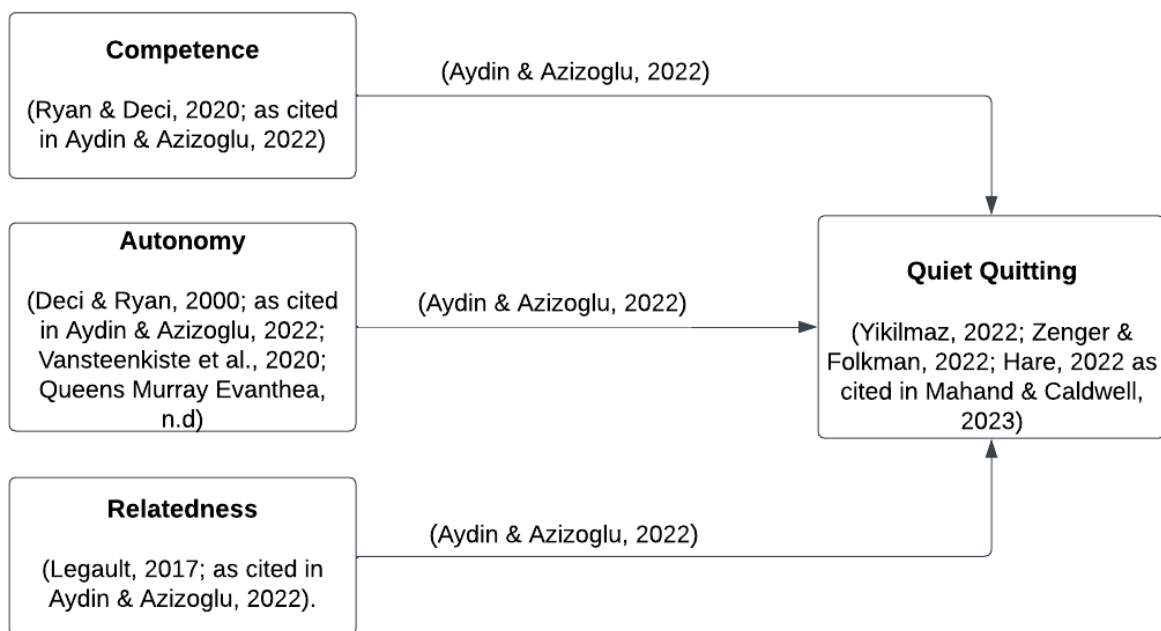 Competence
(Ryan & Deci, 2020; as cited
in Aydin & Azizoglu, 2022)
(Aydin & Azizoglu, 2022)
Autonomy
(Deci & Ryan, 2000; as cited
in Aydin & Azizoglu, 2022;
Vansteenkiste et al., 2020;
Queens Murray Evanthea,
n.d)
(Aydin & Azizoglu, 2022)
Quiet Quitting
(Yikilmaz, 2022; Zenger &
Folkman, 2022; Hare, 2022 as
cited in Mahand & Caldwell,
2023)
Relatedness
(Legault, 2017; as cited in
Aydin & Azizoglu, 2022).
(Aydin & Azizoglu, 2022)